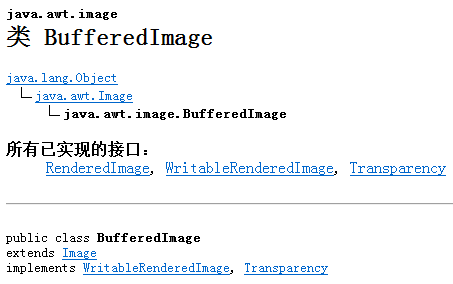 java.awt.image
类 BufferedImage
java.lang.Object
java.awt.Image
java.awt.image.BufferedImage
所有已实现的接口：
RenderedImage, WritableRenderedImage, Transparency
public class BufferedImage
extends Image
implements WritableRenderedImage, Transparency